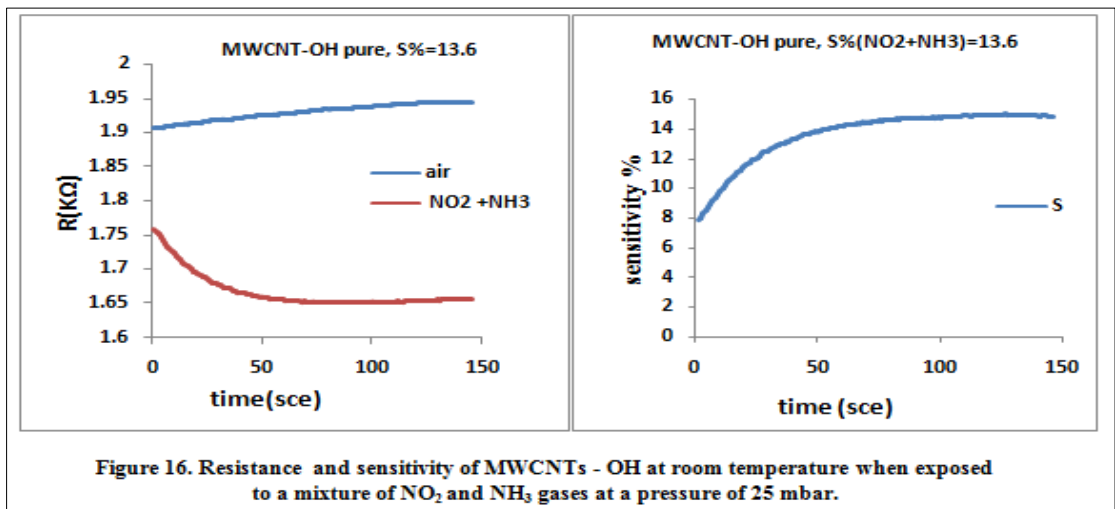 MWCNT-OH pure, S%=13.6
2
1.95
1.9
1.85
1.8
1.75
1.7
1.65
1.6
R(KΩ)
air
NO2 +NH3
0 50 100 150
time(sce)
MWCNT-OH pure, S%(NO2+NH3)=13.6
16
14
12
10
8
6
4
2
0
sensitivity %
S
0 50 100 150
time (sce)
Figure 16. Resistance and sensitivity of MWCNTs - OH at room temperature when exposed
to a mixture of NO₂ and NH₃ gases at a pressure of 25 mbar.